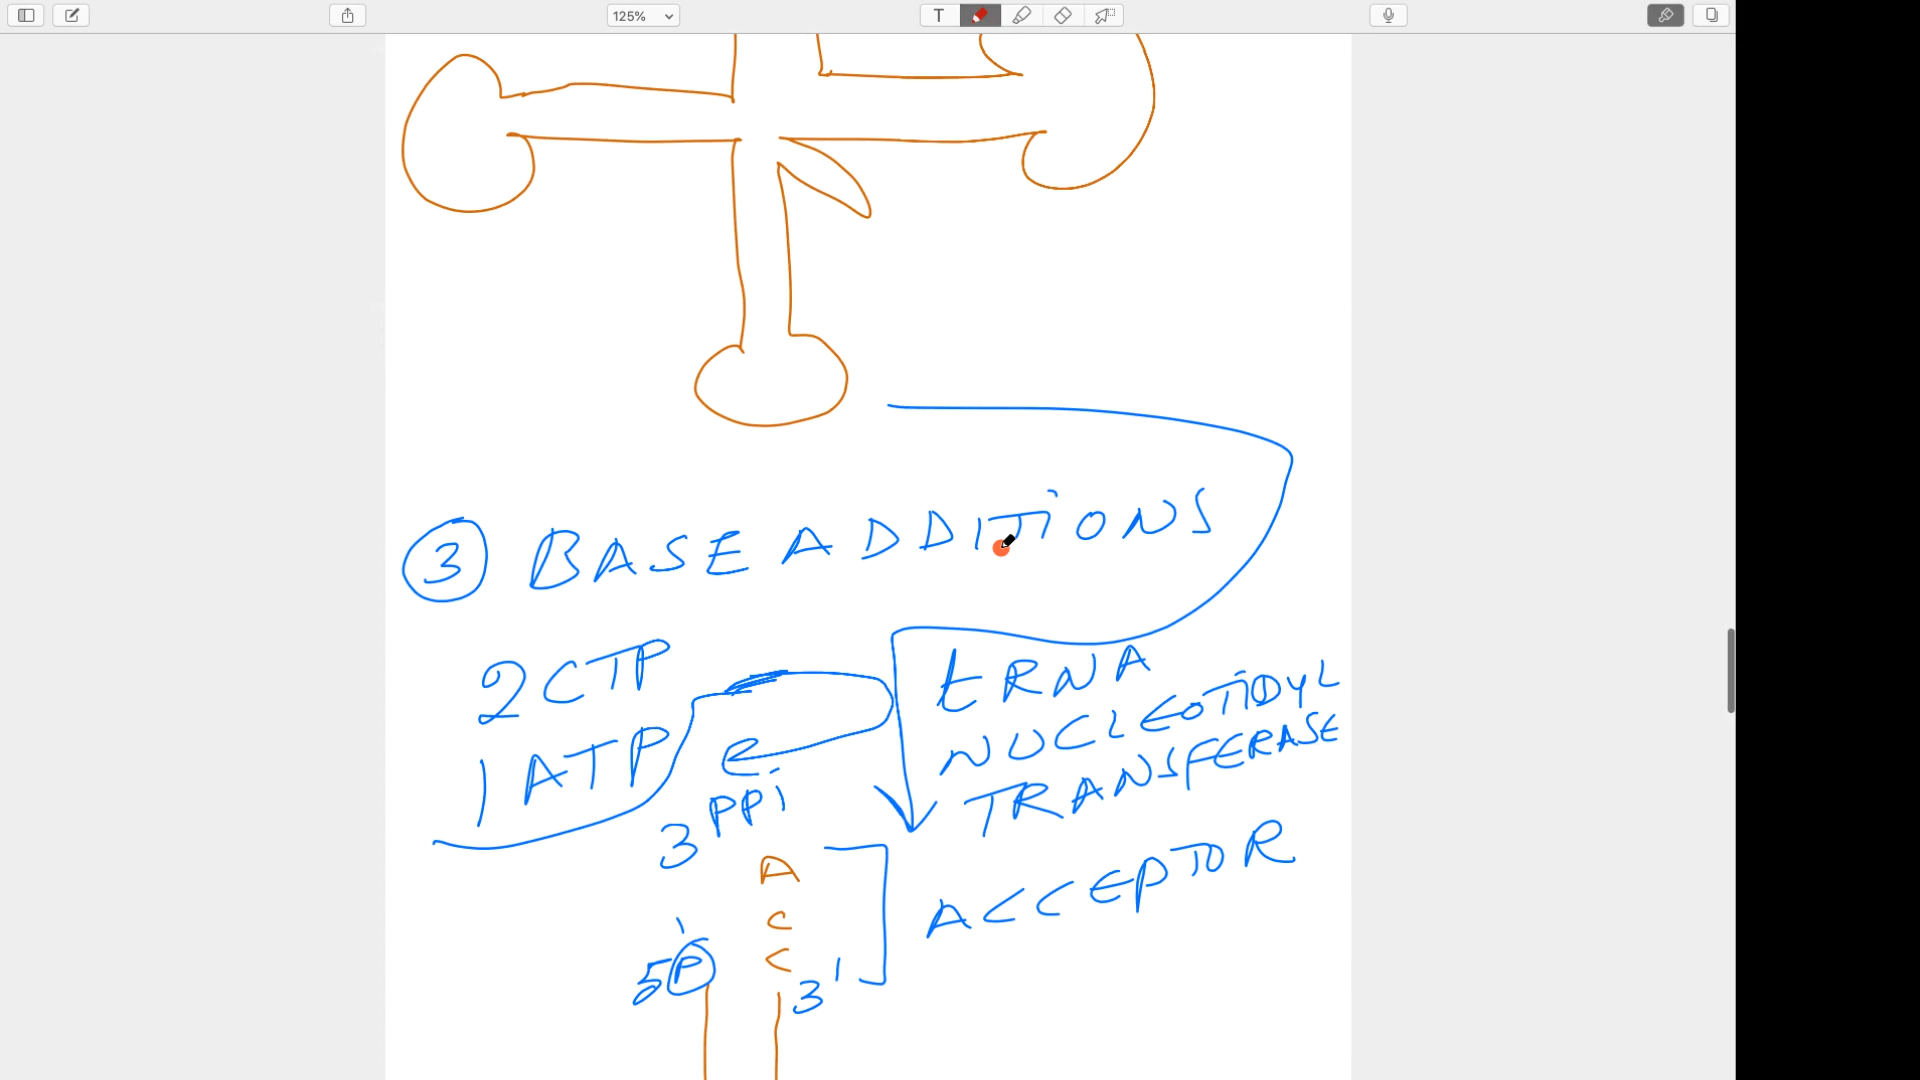 125%
T
3 BASE ADDITIONS
2 CTP
1 ATP
e
3 PPi
tRNA
NUCLEOTIDYL
TRANSFERASE
A
C
C
5' P
3'
ACCEPTOR